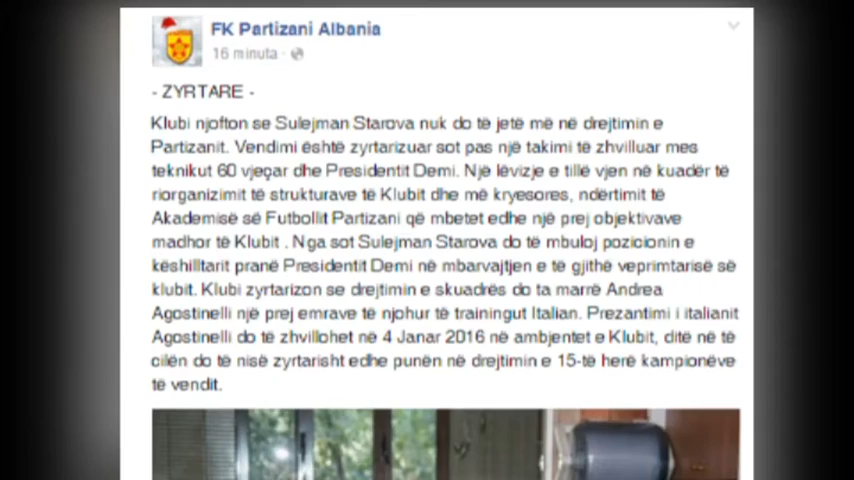 FK Partizani Albania
16 minuta ·
- ZYRTARE -
Klubi njofton se Sulejman Starova nuk do të jetë më në drejtimin e
Partizanit. Vendimi është zyrtarizuar sot pas një takimi të zhvilluar mes
teknikut 60 vjeçar dhe Presidentit Demi. Një lëvizje e tillë vjen në kuadër të
riorganizimit të strukturave të Klubit dhe më kryesores, ndërtimit të
Akademisë së Futbollit Partizani që mbetet edhe një prej objektivave
madhor të Klubit . Nga sot Sulejman Starova do të mbuloj pozicionin e
këshilltarit pranë Presidentit Demi në mbarvajtjen e të gjithë veprimtarisë së
klubit. Klubi zyrtarizon se drejtimin e skuadrës do ta marrë Andrea
Agostinelli një prej emrave të njohur të trainingut Italian. Prezantimi i italianit
Agostinelli do të zhvillohet në 4 Janar 2016 në ambjentet e Klubit, ditë në të
cilën do të nisë zyrtarisht edhe punën në drejtimin e 15-të herë kampionëve
të vendit.